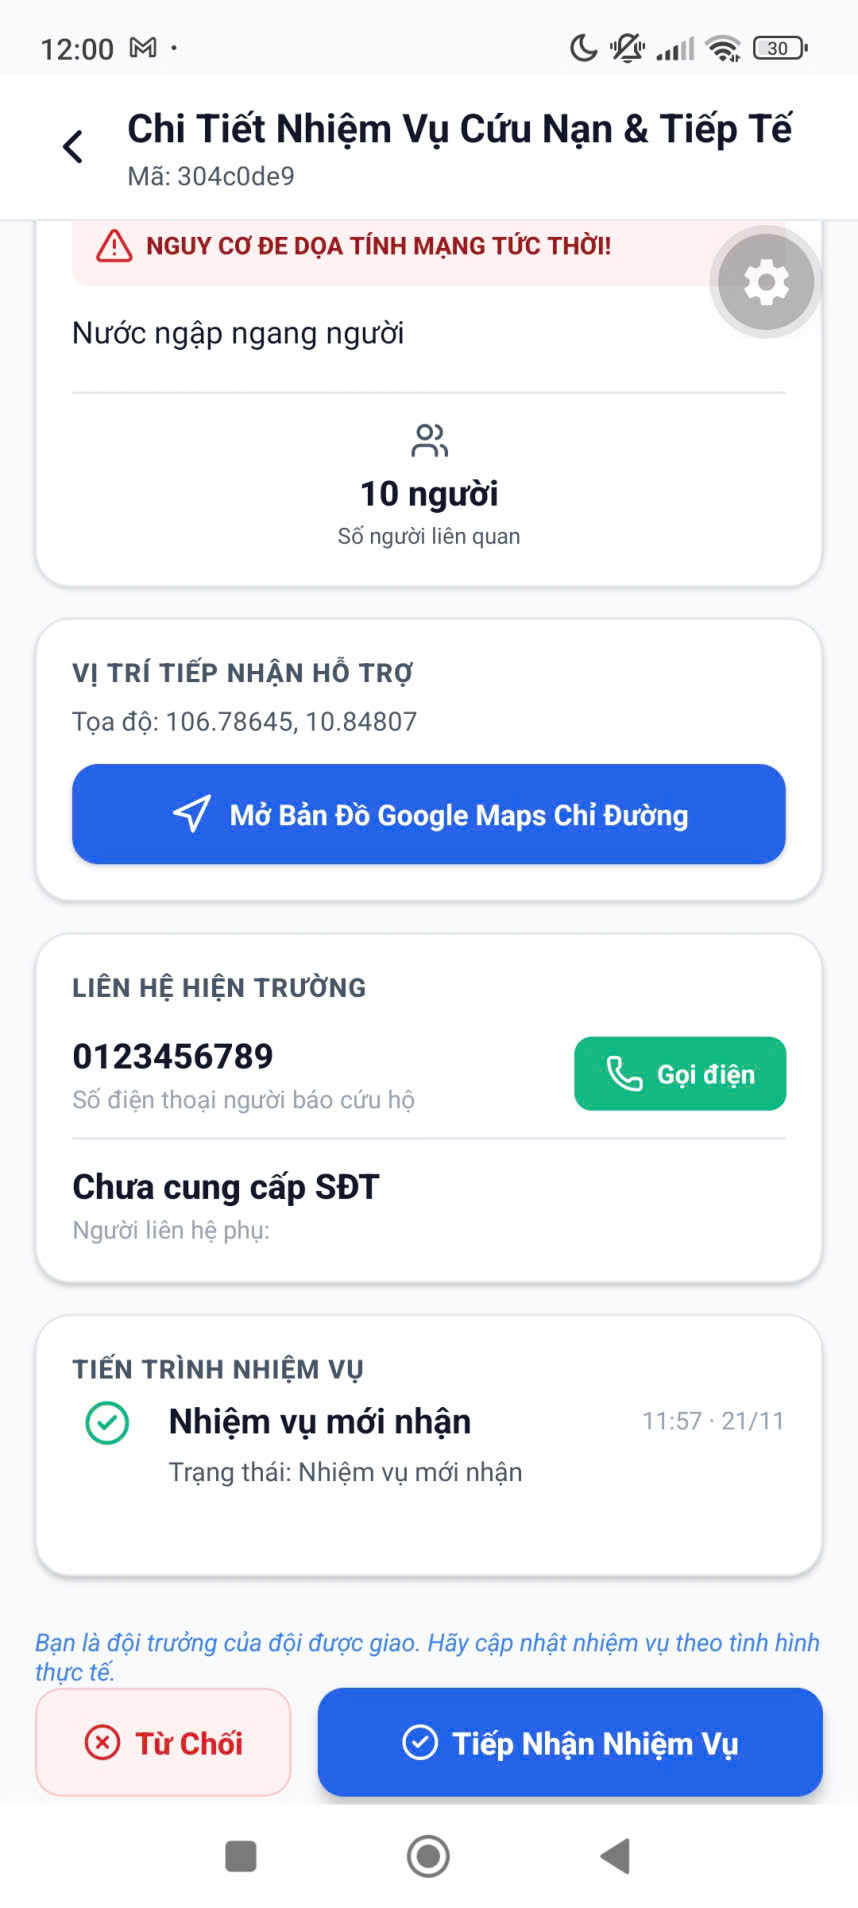 12:00
30
Chi Tiết Nhiệm Vụ Cứu Nạn & Tiếp Tế
Mã: 304c0de9
NGUY CƠ ĐE DỌA TÍNH MẠNG TỨC THỜI!
Nước ngập ngang người
10 người
Số người liên quan
VỊ TRÍ TIẾP NHẬN HỖ TRỢ
Tọa độ: 106.78645, 10.84807
Mở Bản Đồ Google Maps Chỉ Đường
LIÊN HỆ HIỆN TRƯỜNG
0123456789
Số điện thoại người báo cứu hộ
Gọi điện
Chưa cung cấp SĐT
Người liên hệ phụ:
TIẾN TRÌNH NHIỆM VỤ
Nhiệm vụ mới nhận
11:57 · 21/11
Trạng thái: Nhiệm vụ mới nhận
Bạn là đội trưởng của đội được giao. Hãy cập nhật nhiệm vụ theo tình hình
thực tế.
Từ Chối
Tiếp Nhận Nhiệm Vụ